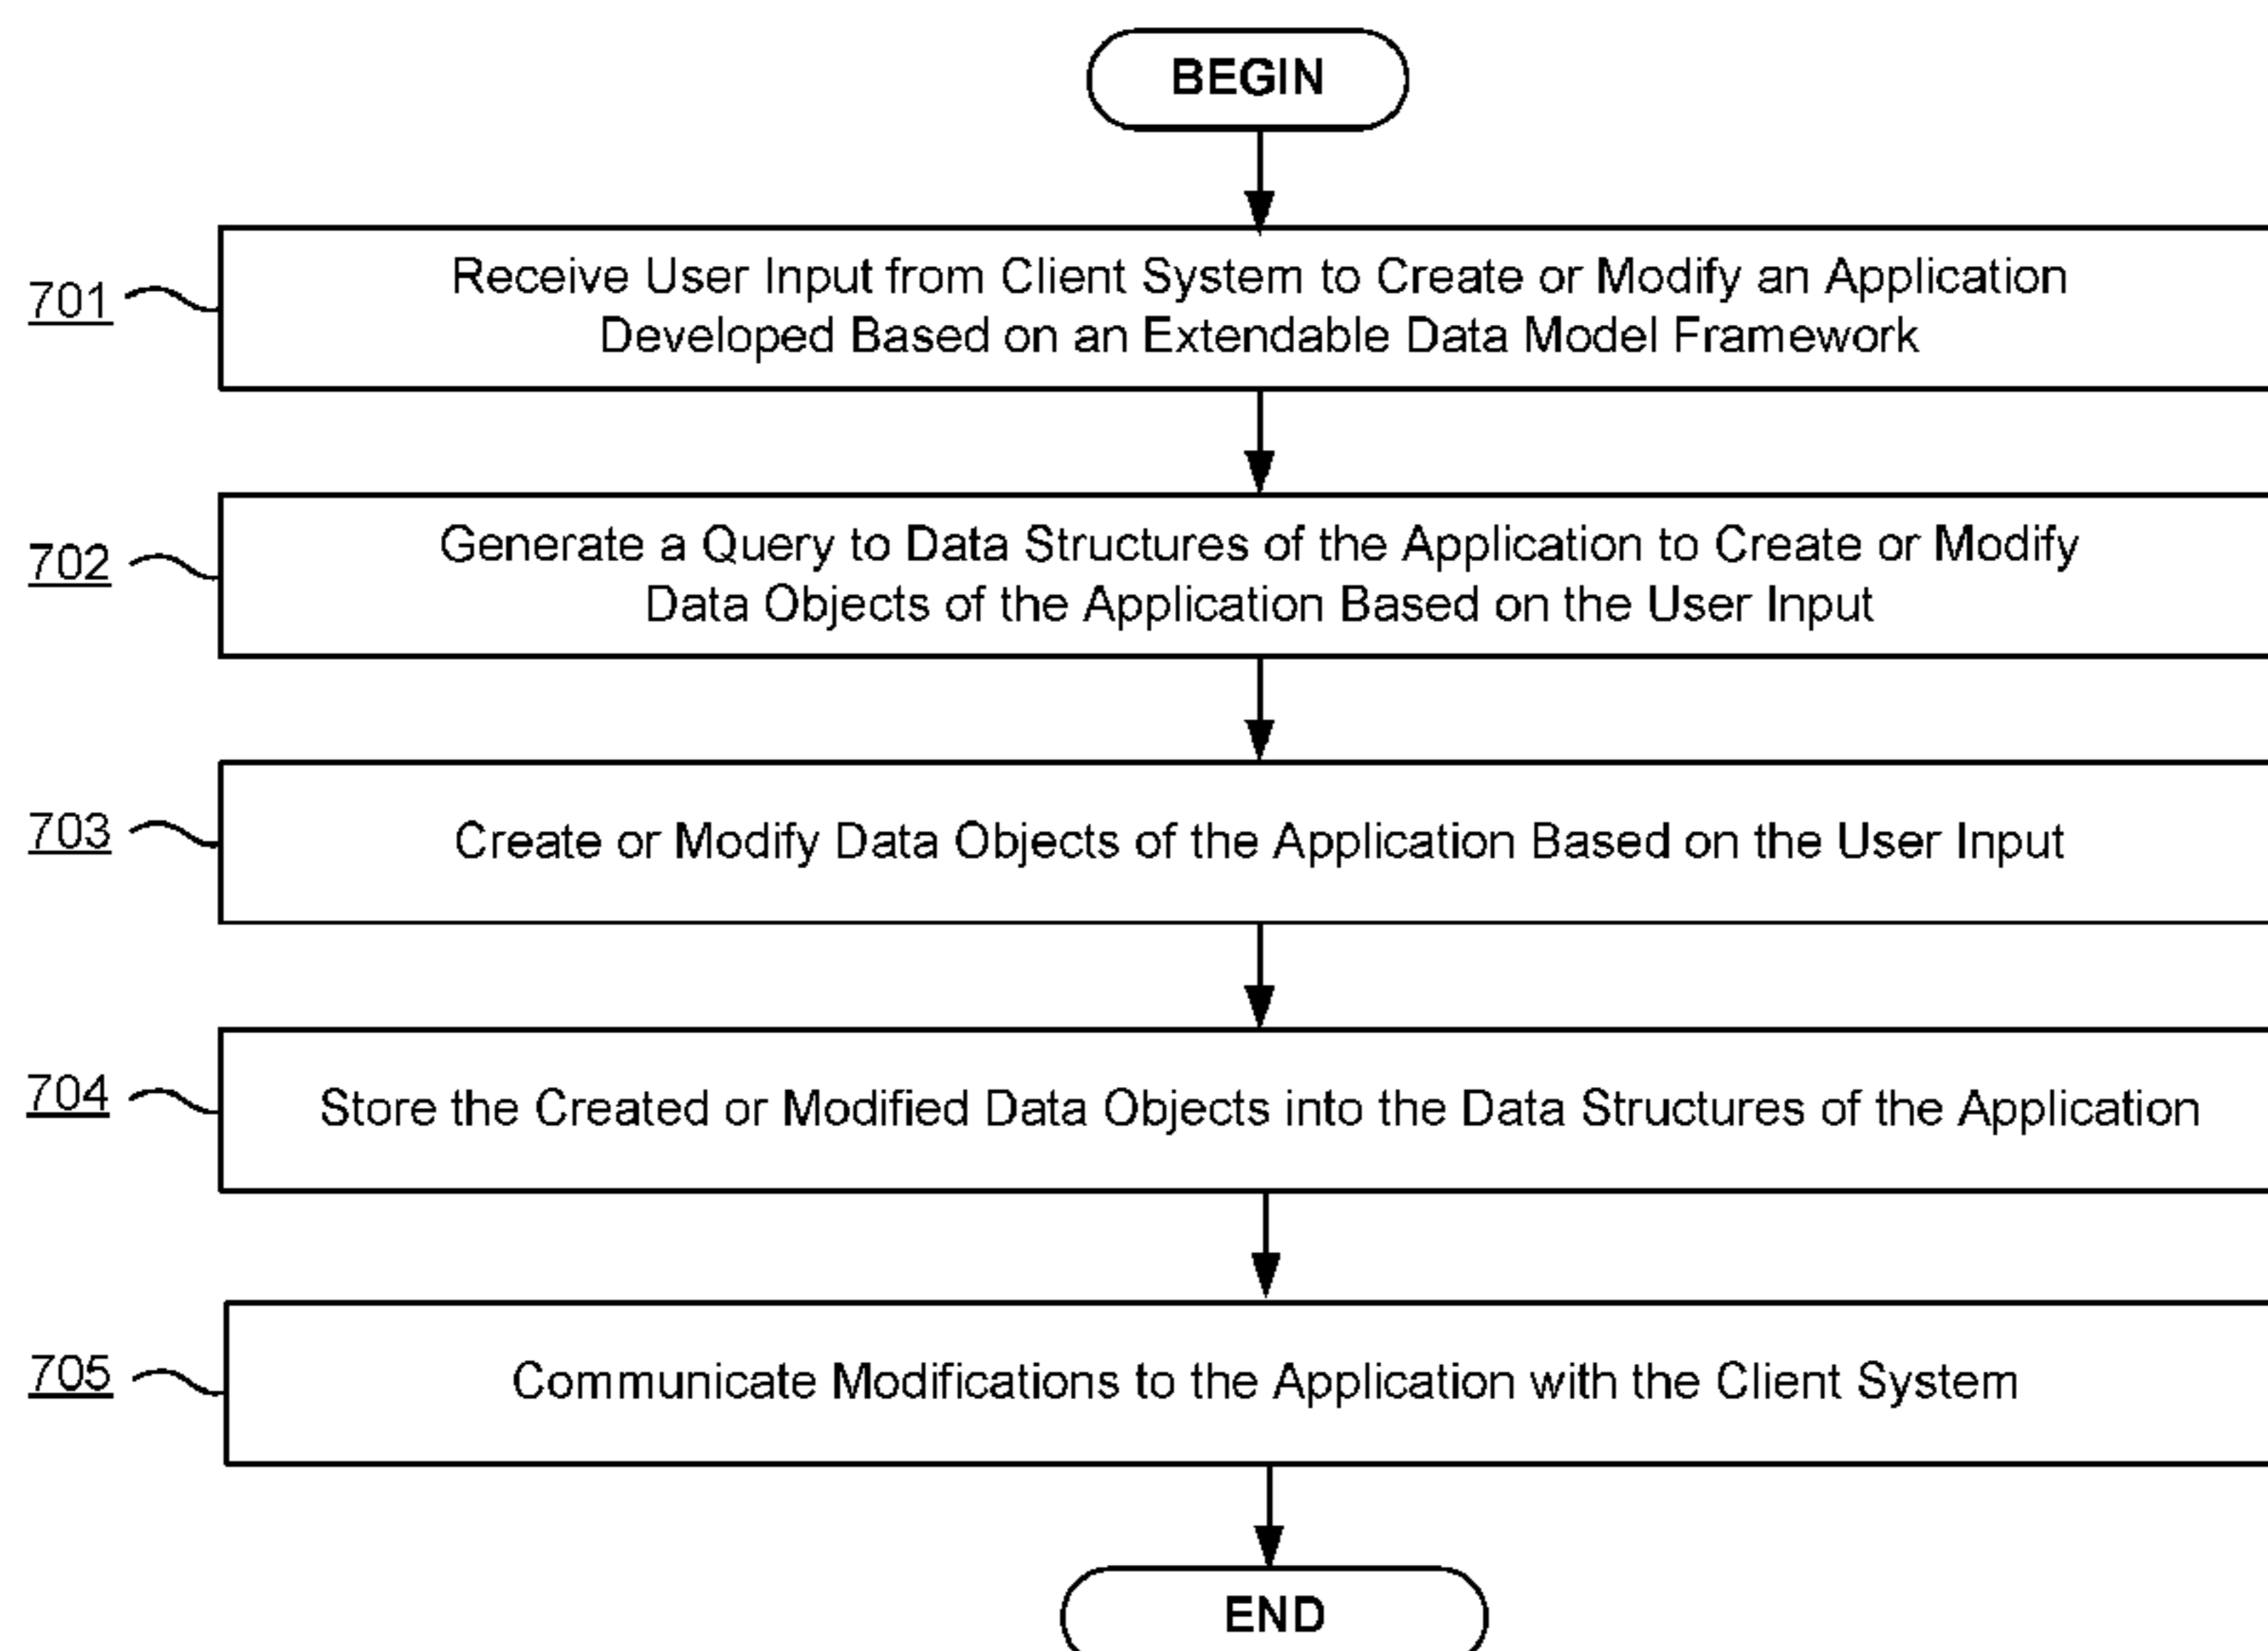 BEGIN
701
Receive User Input from Client System to Create or Modify an Application
Developed Based on an Extendable Data Model Framework
702
Generate a Query to Data Structures of the Application to Create or Modify
Data Objects of the Application Based on the User Input
703
Create or Modify Data Objects of the Application Based on the User Input
704
Store the Created or Modified Data Objects into the Data Structures of the Application
705
Communicate Modifications to the Application with the Client System
END